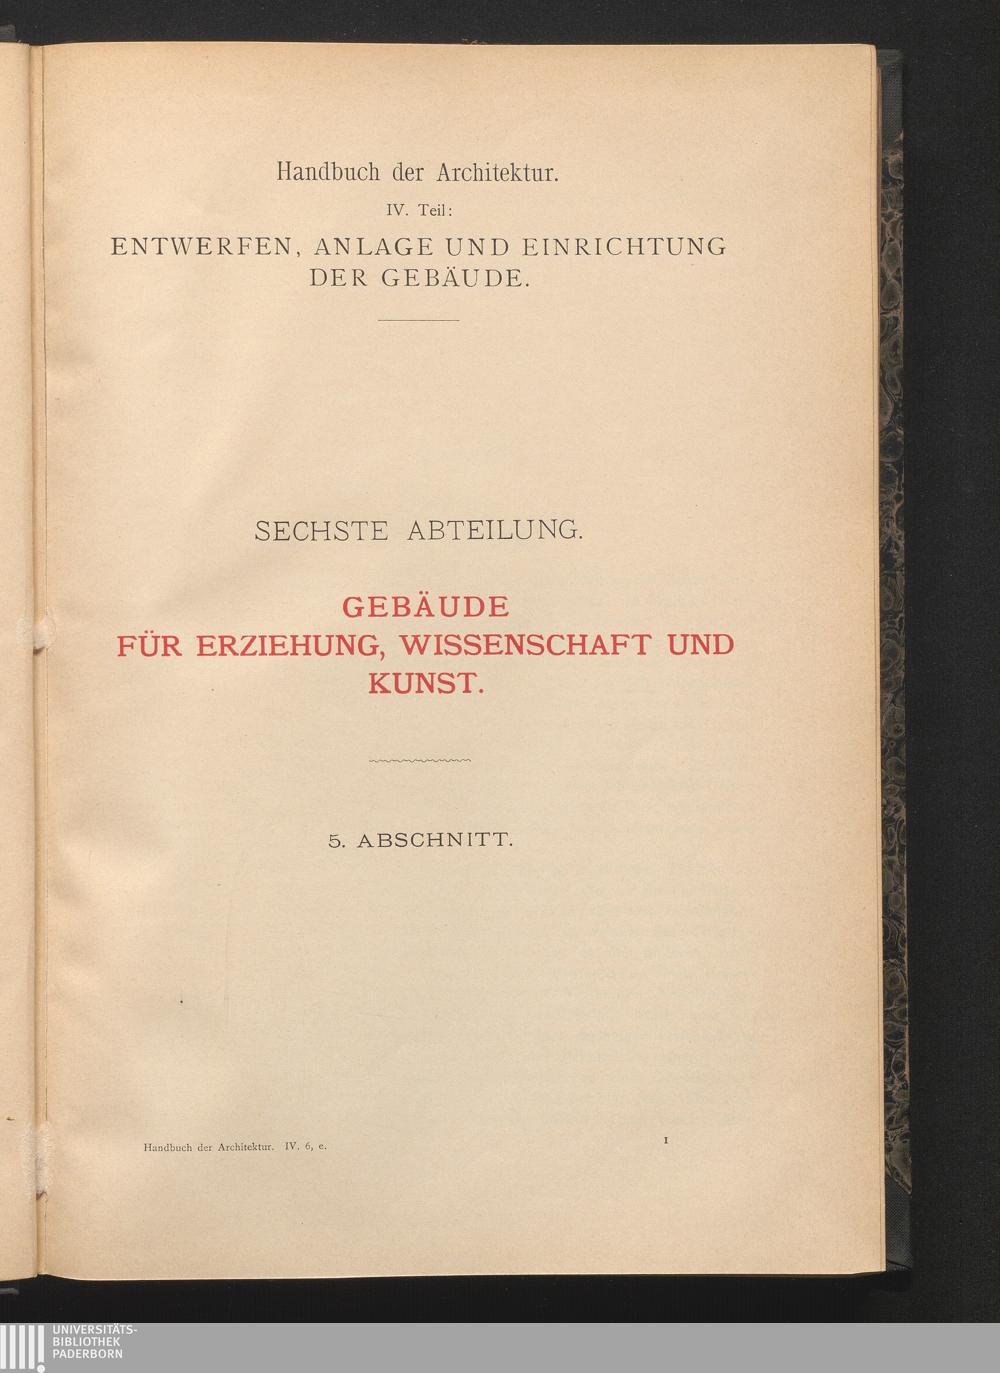 Handbuch der Architektur.
IV. Teil:
ENTWERFEN, ANLAGE UND EINRICHTUNG
DER GEBÄUDE.
SECHSTE ABTEILUNG.
GEBÄUDE
FÜR ERZIEHUNG, WISSENSCHAFT UND
KUNST.
5. ABSCHNITT.
Handbuch der Architektur. IV. 6, e.
I
UNIVERSITÄTS-
BIBLIOTHEK
PADERBORN